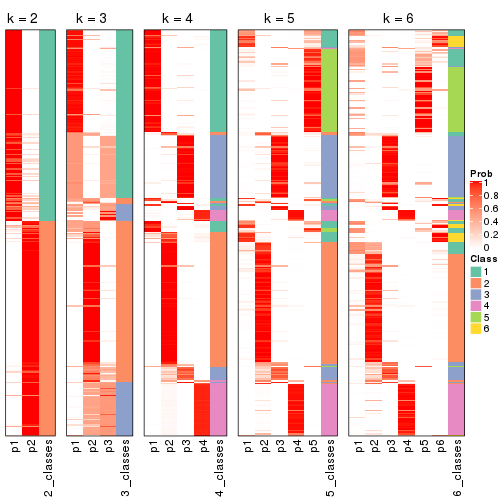 k = 2
k = 3
k = 4
k = 5
k = 6
Prob
1
0.8
0.6
0.4
0.2
0
Class
1
2
3
4
5
6
p1
p2
2_classes
p1
p2
p3
3_classes
p1
p2
p3
p4
4_classes
p1
p2
p3
p4
p5
5_classes
p1
p2
p3
p4
p5
p6
6_classes